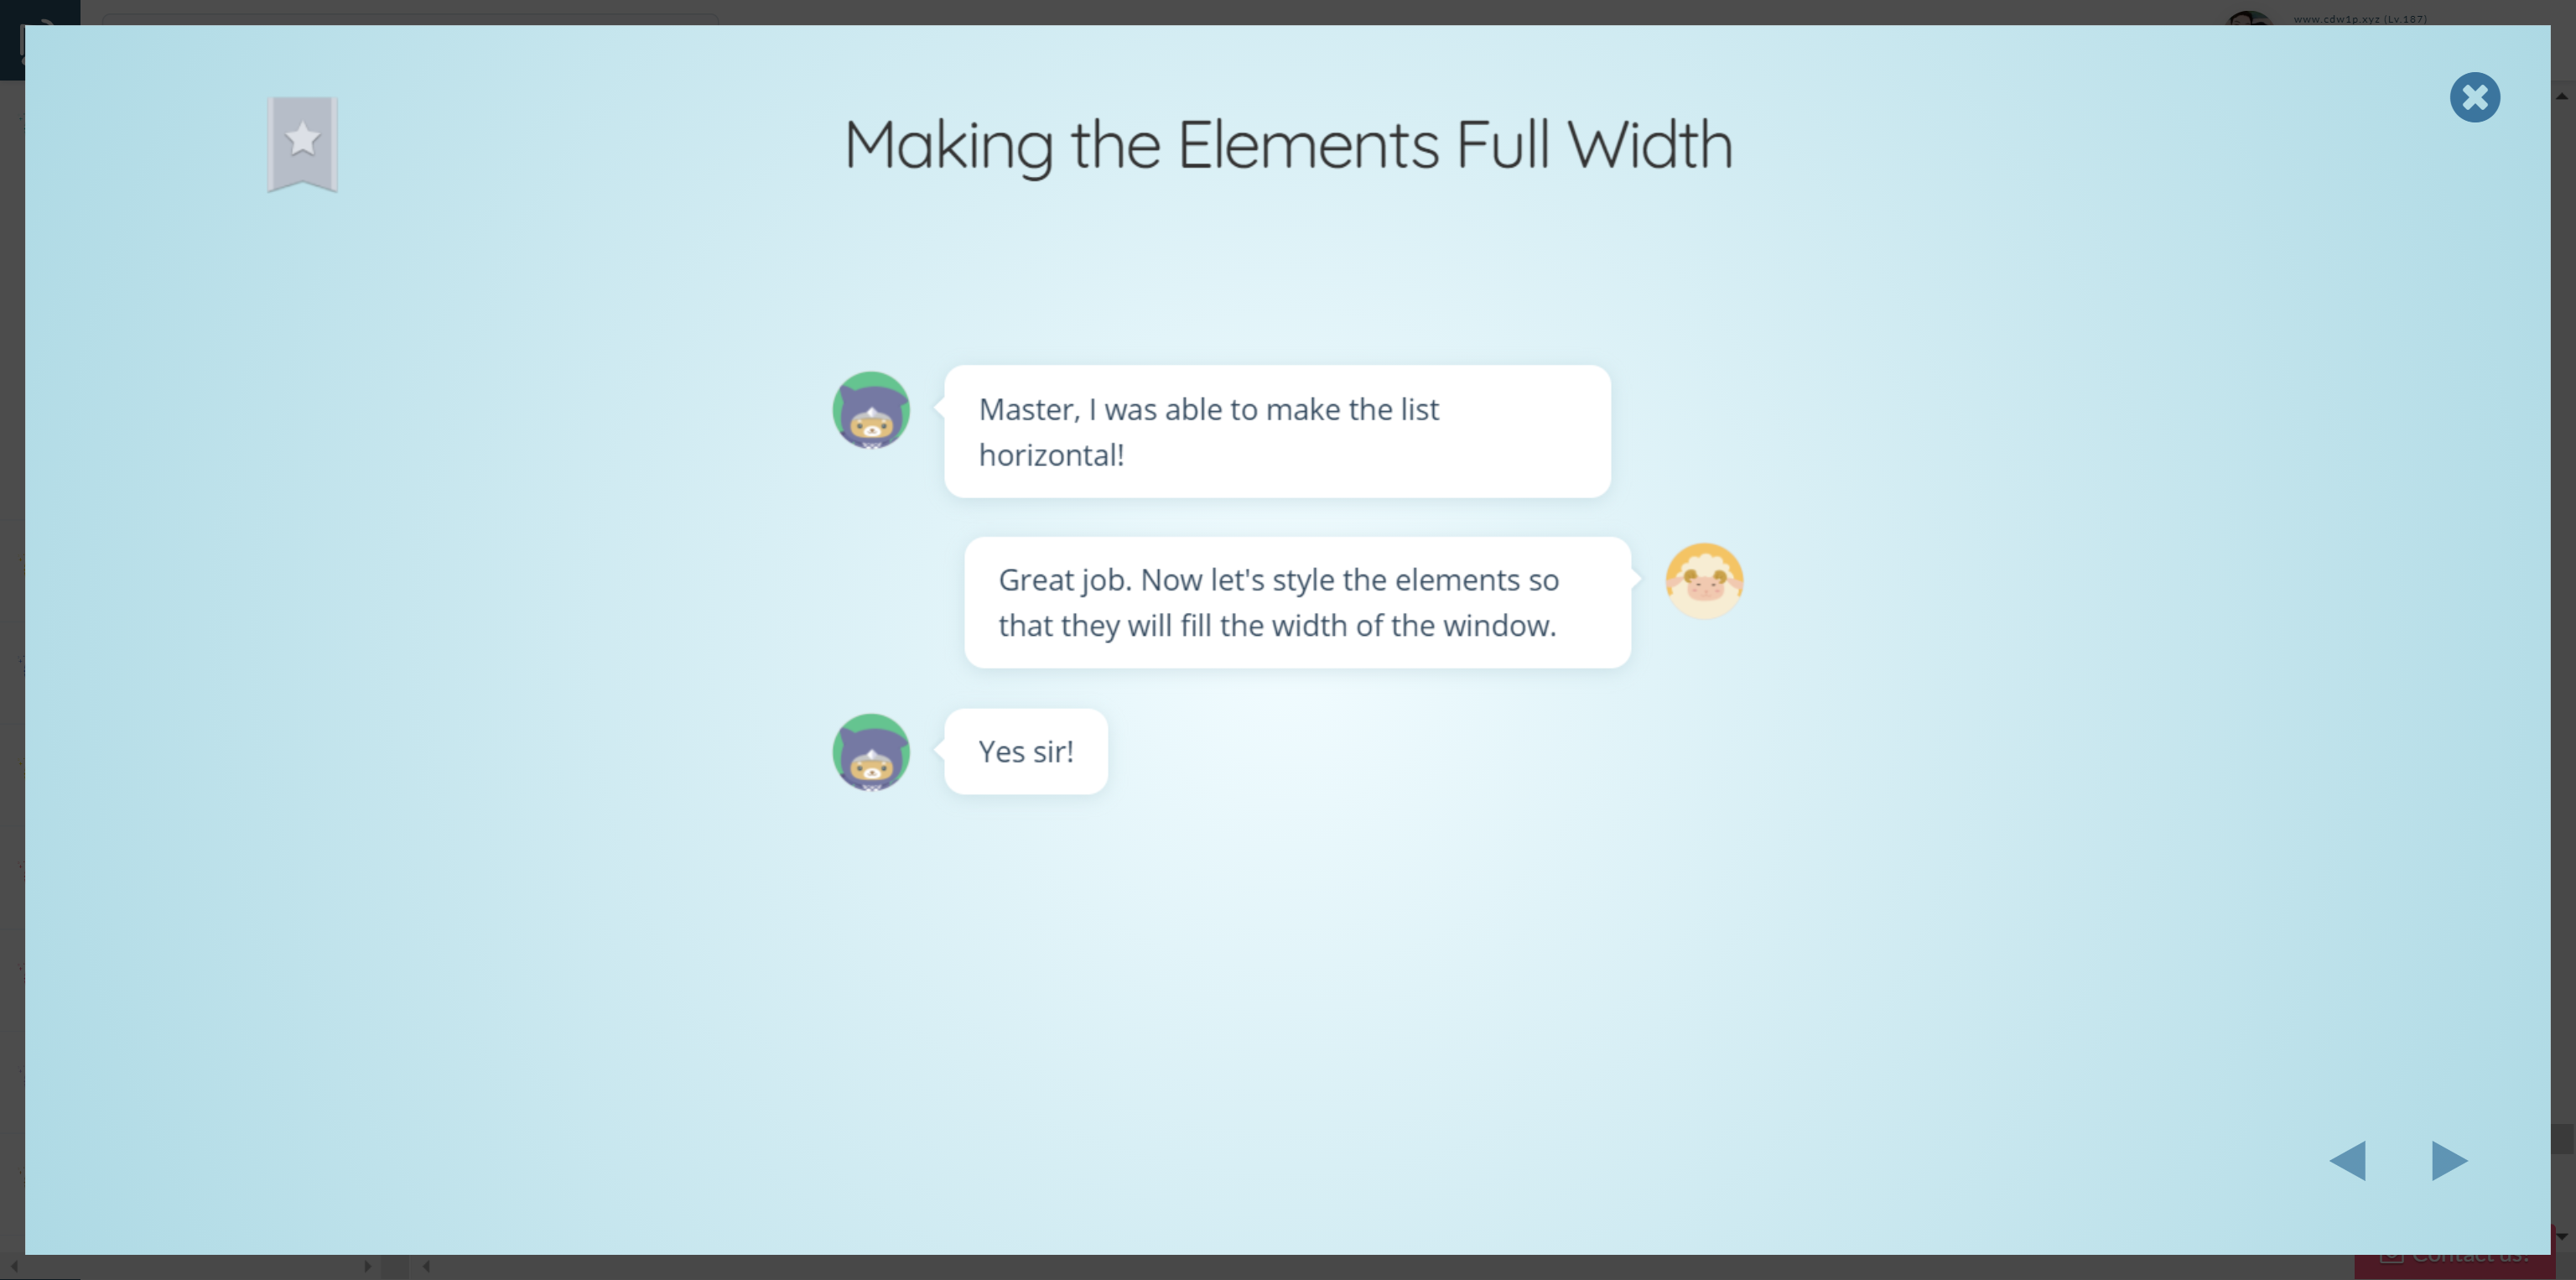 www.cdw1p.xyz (Lv.187)
Making the Elements Full Width
Master, I was able to make the list
horizontal!
Great job. Now let's style the elements so
that they will fill the width of the window.
Yes sir!
Contact us!